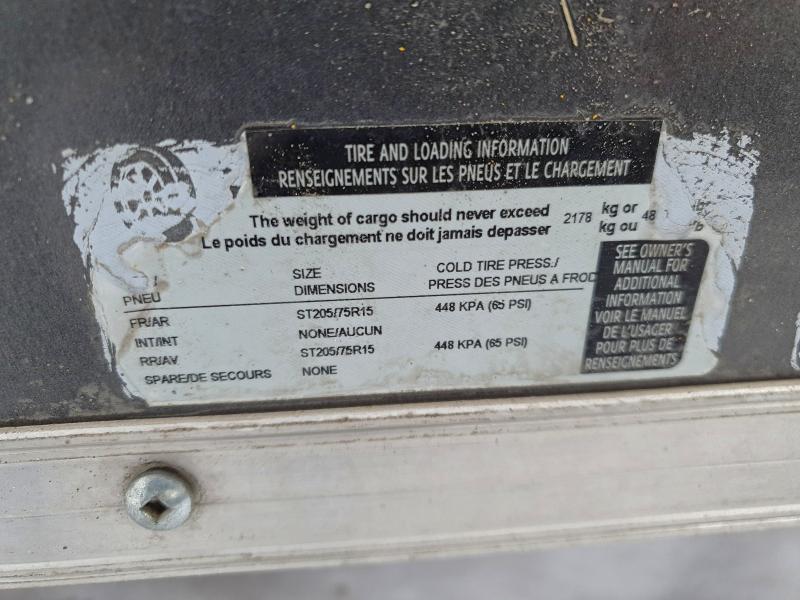 TIRE AND LOADING INFORMATION
RENSEIGNEMENTS SUR LES PNEUS ET LE CHARGEMENT
The weight of cargo should never exceed 2178 kg or
Le poids du chargement ne doit jamais depasser kg ou
SIZE COLD TIRE PRESS./
PNEU DIMENSIONS PRESS DES PNEUS A FROD
FR/AR ST205/75R15 448 KPA (65 PSI)
INT/INT NONE/AUCUN
RR/AV ST205/75R15 448 KPA (65 PSI)
SPARE/DE SECOURS NONE
SEE OWNER'S
MANUAL FOR
ADDITIONAL
INFORMATION
VOIR LE MANUEL
DE L'USAGER
POUR PLUS DE
RENSEIGNEMENTS